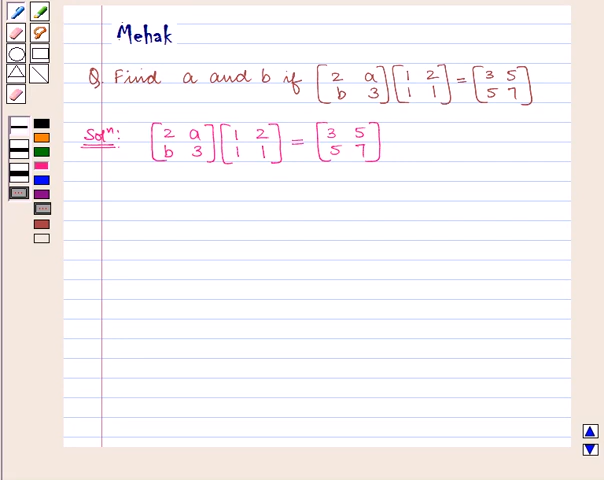 Mehak
Q. Find a and b if [2 a b 3] [1 2 1 1] = [3 5 5 7]
Solⁿ: [2 a b 3] [1 2 1 1] = [3 5 5 7]